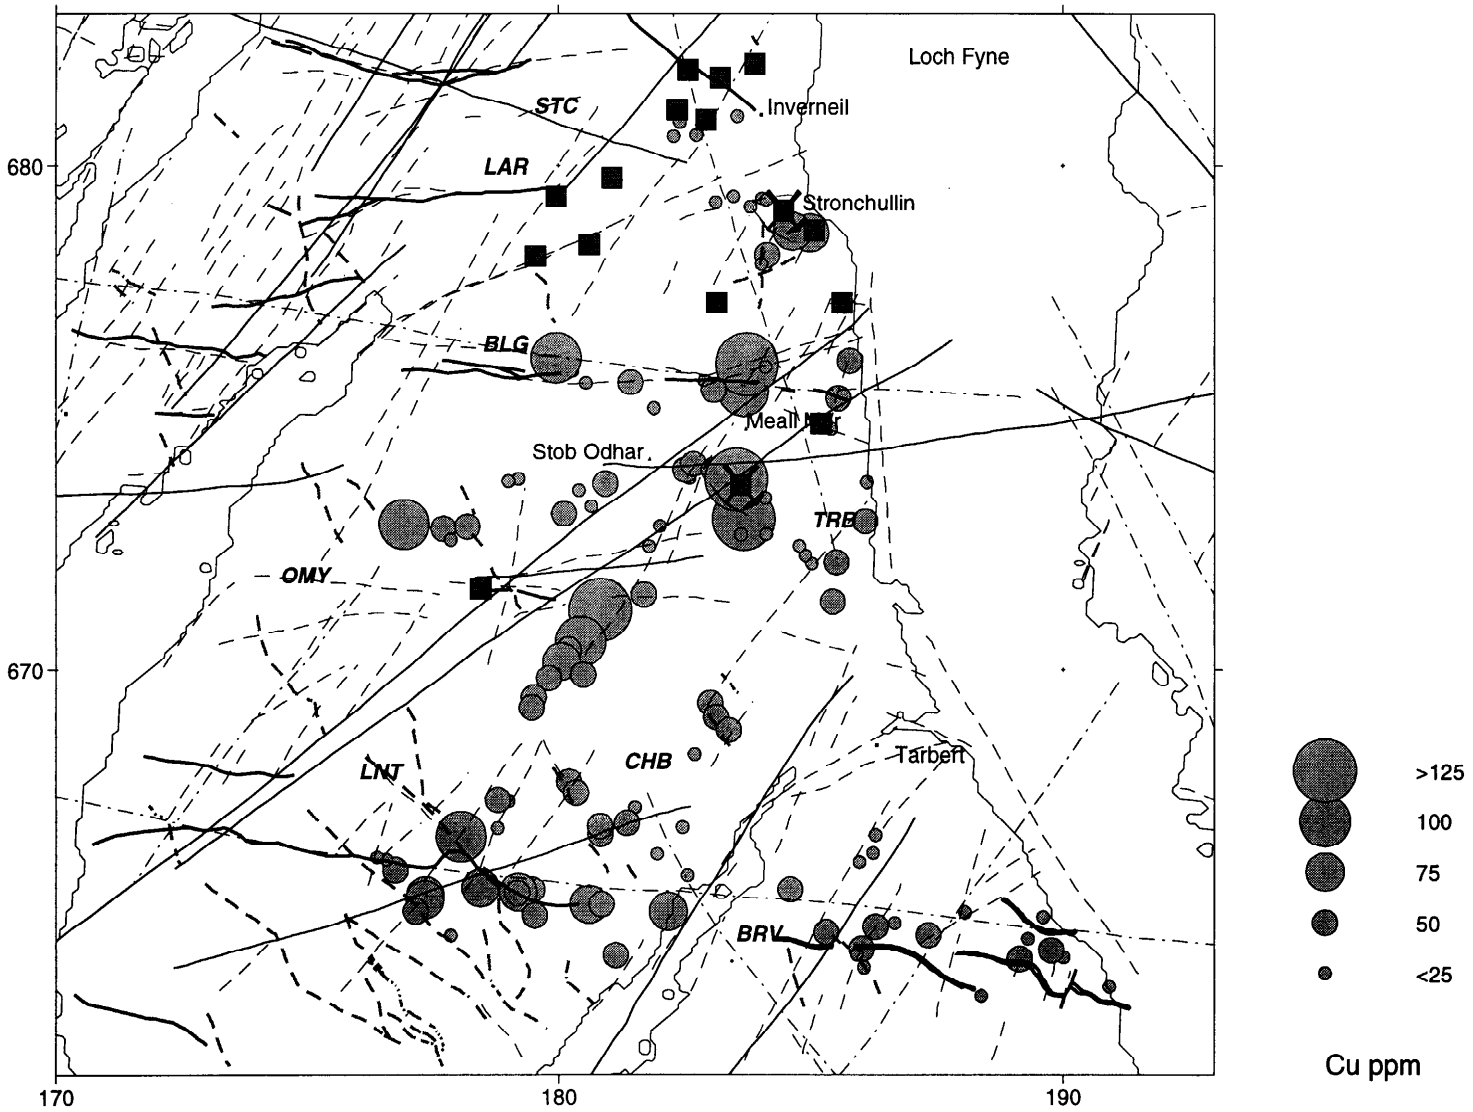 Loch Fyne
STC
Inverneil
680
LAR
Stronchullin
BLG
Stob Odhar
TRB
OMY
670
CHB
LNT
BRV
>125
100
75
50
<25
Cu ppm
170
180
190